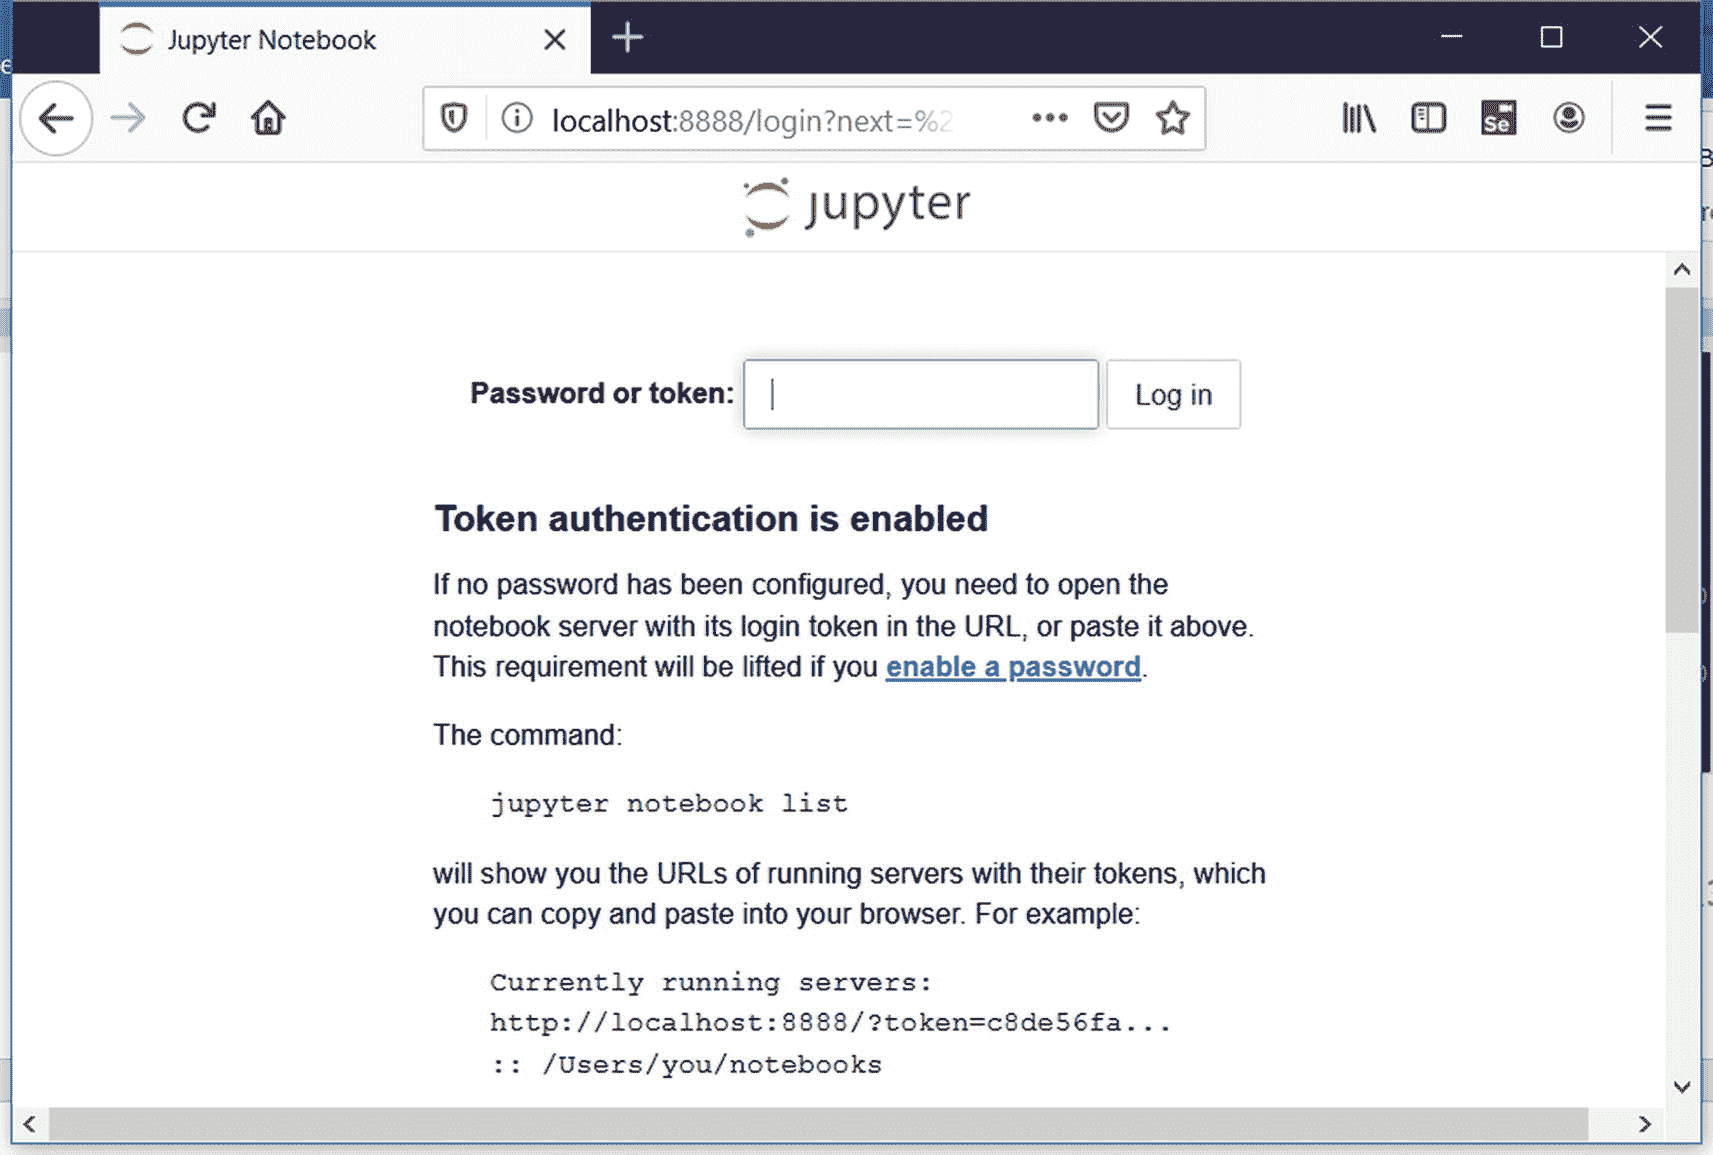 Jupyter Notebook
localhost:8888/login?next=%2
Se
jupyter
Password or token:
Log in
Token authentication is enabled
If no password has been configured, you need to open the
notebook server with its login token in the URL, or paste it above.
This requirement will be lifted if you enable a password.
The command:
jupyter notebook list
will show you the URLs of running servers with their tokens, which
you can copy and paste into your browser. For example:
Currently running servers:
http://localhost:8888/?token=c8de56fa...
:: /Users/you/notebooks